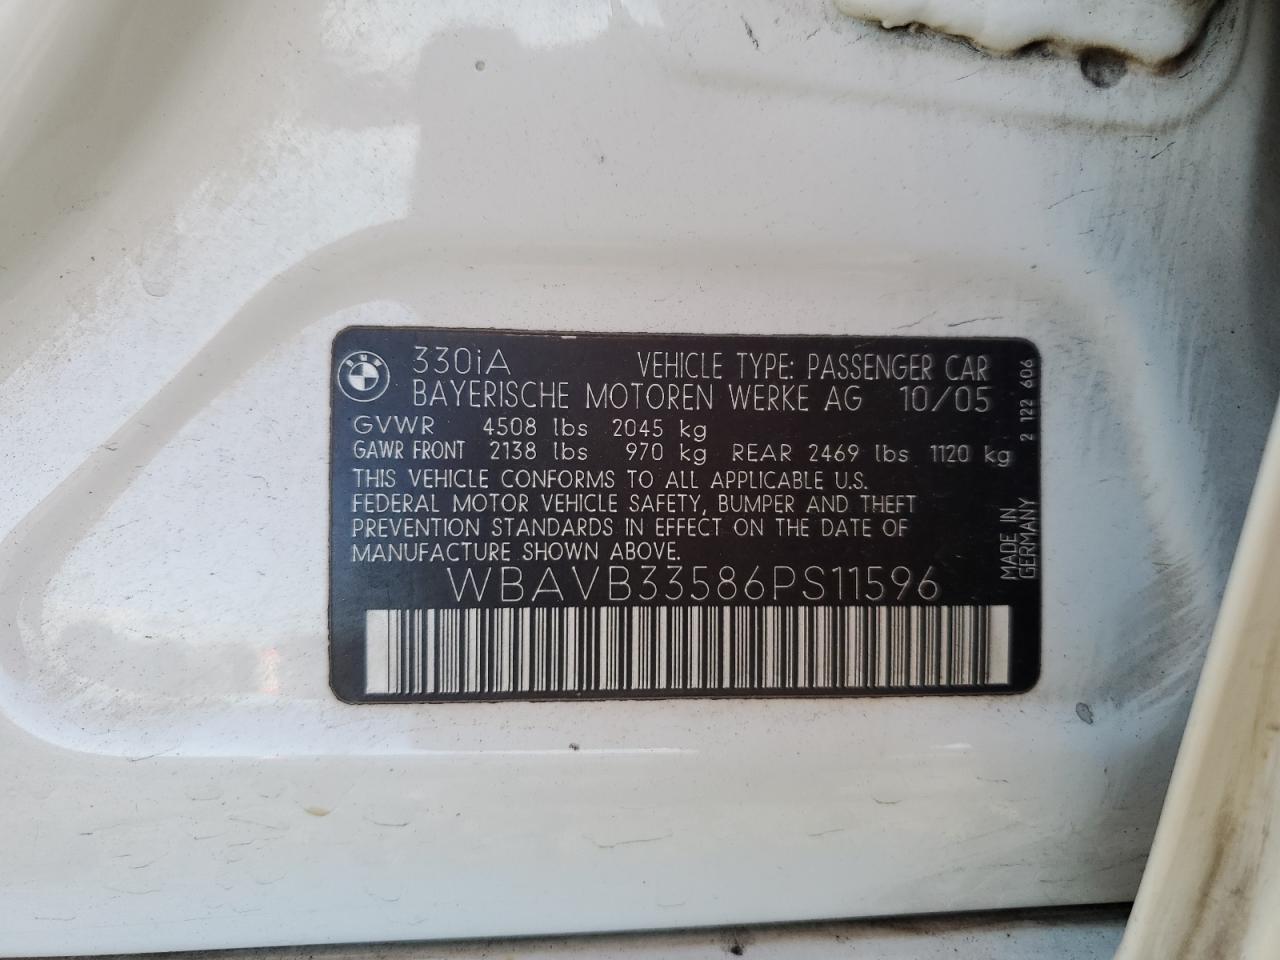 330iA VEHICLE TYPE: PASSENGER CAR
BAYERISCHE MOTOREN WERKE AG 10/05
GVWR 4508 lbs 2045 kg
GAWR FRONT 2138 lbs 970 kg REAR 2469 lbs 1120 kg
THIS VEHICLE CONFORMS TO ALL APPLICABLE U.S.
FEDERAL MOTOR VEHICLE SAFETY, BUMPER AND THEFT
PREVENTION STANDARDS IN EFFECT ON THE DATE OF
MANUFACTURE SHOWN ABOVE.
WBAVB33586PS11596
2 122 606
MADE IN
GERMANY
BMW